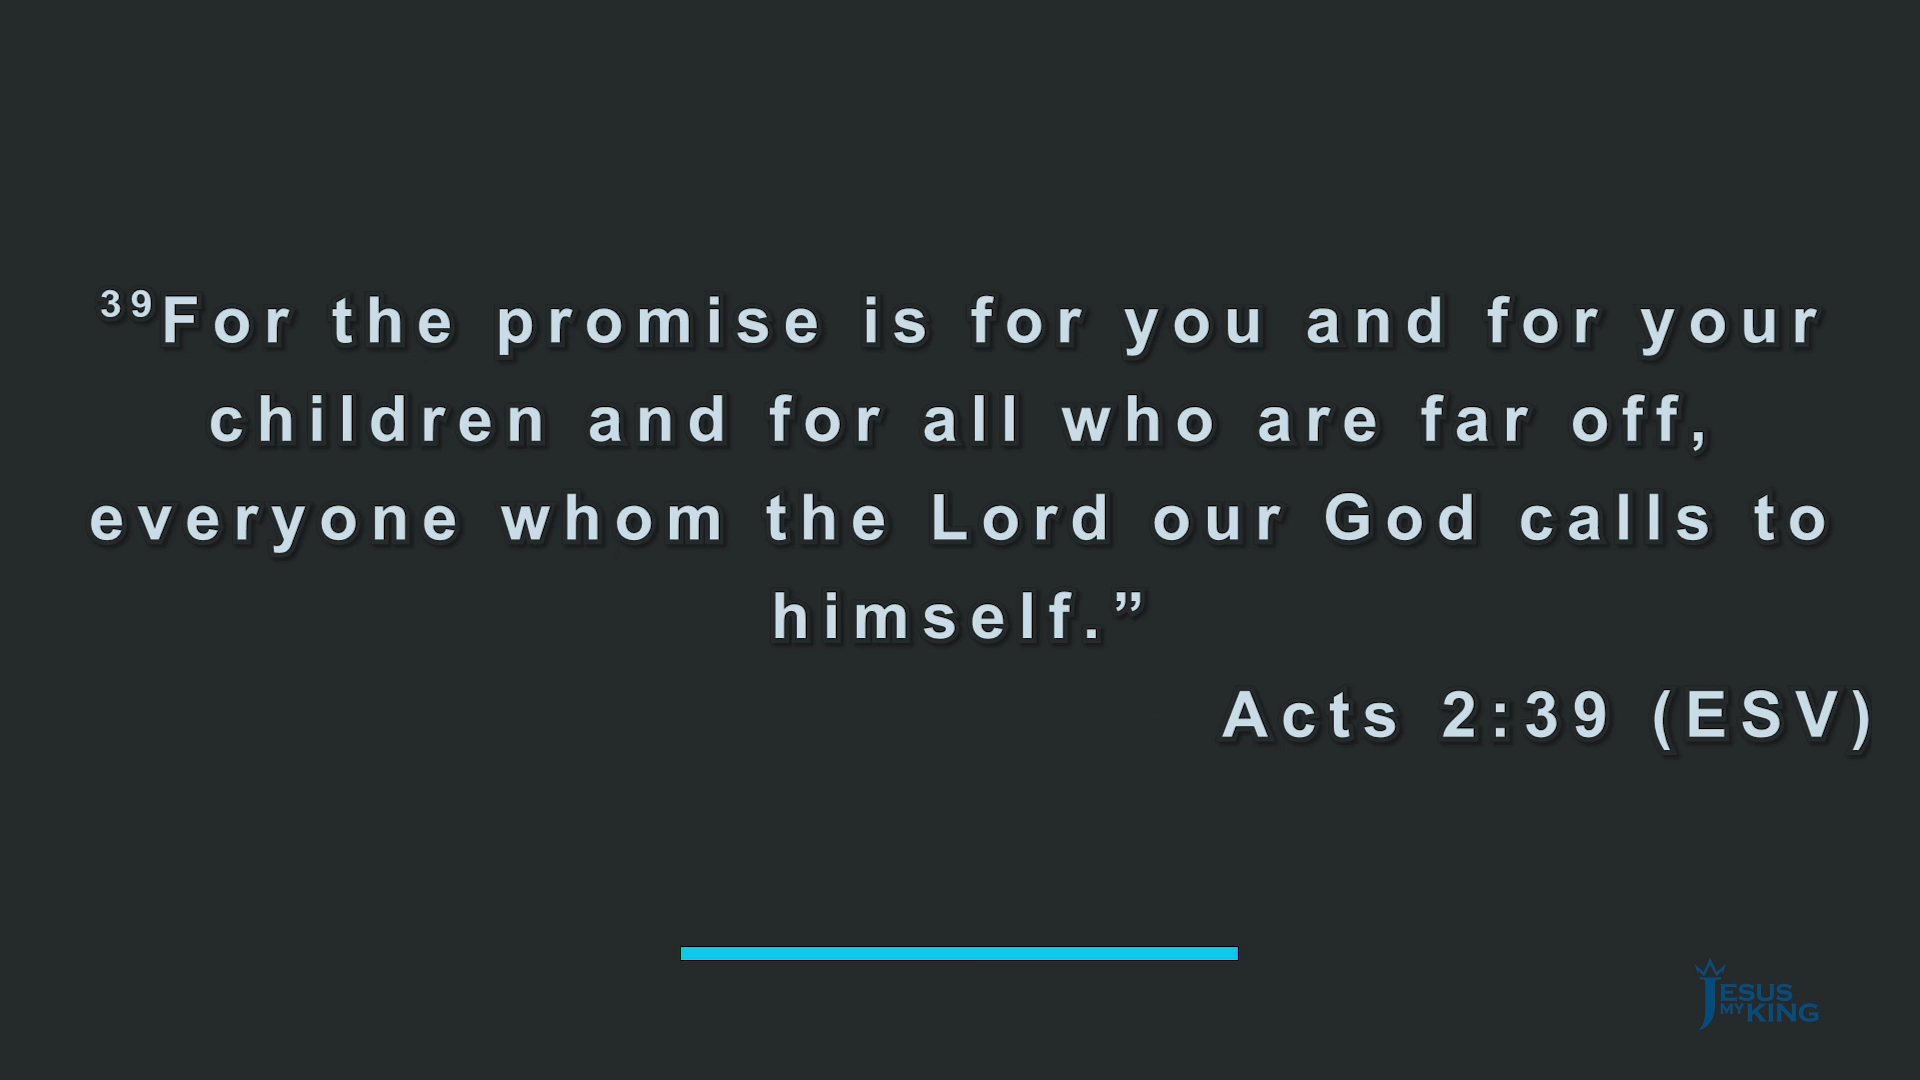 39For the promise is for you and for your
children and for all who are far off,
everyone whom the Lord our God calls to
himself.”
Acts 2:39 (ESV)
JESUS
MY KING